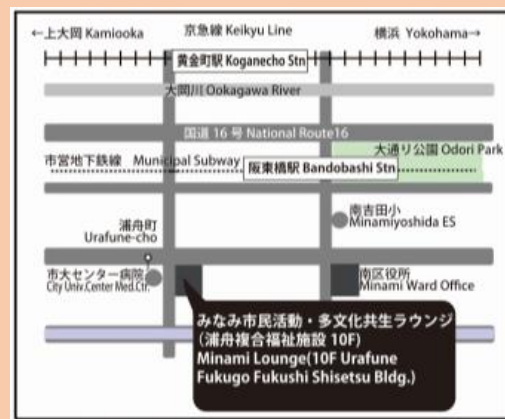 ←上大岡 Kamiooka
京急線 Keikyu Line
横浜 Yokohama→
黄金町駅 Koganecho Stn
大岡川 Ookagawa River
国道 16 号 National Route16
大通り公園 Odori Park
市営地下鉄線 Municipal Subway
阪東橋駅 Bandobashi Stn
浦舟町
Urafune-cho
南吉田小
Minamiyoshida ES
市大センター病院
City Univ.Center Med.Ctr.
南区役所
Minami Ward Office
みなみ市民活動・多文化共生ラウンジ
(浦舟複合福祉施設 10F)
Minami Lounge(10F Urafune
Fukugo Fukushi Shisetsu Bldg.)